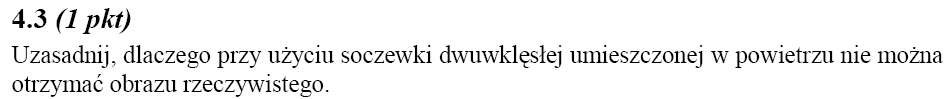 4.3 (1 pkt)
Uzasadnij, dlaczego przy użyciu soczewki dwuwklęsłej umieszczonej w powietrzu nie można
otrzymać obrazu rzeczywistego.